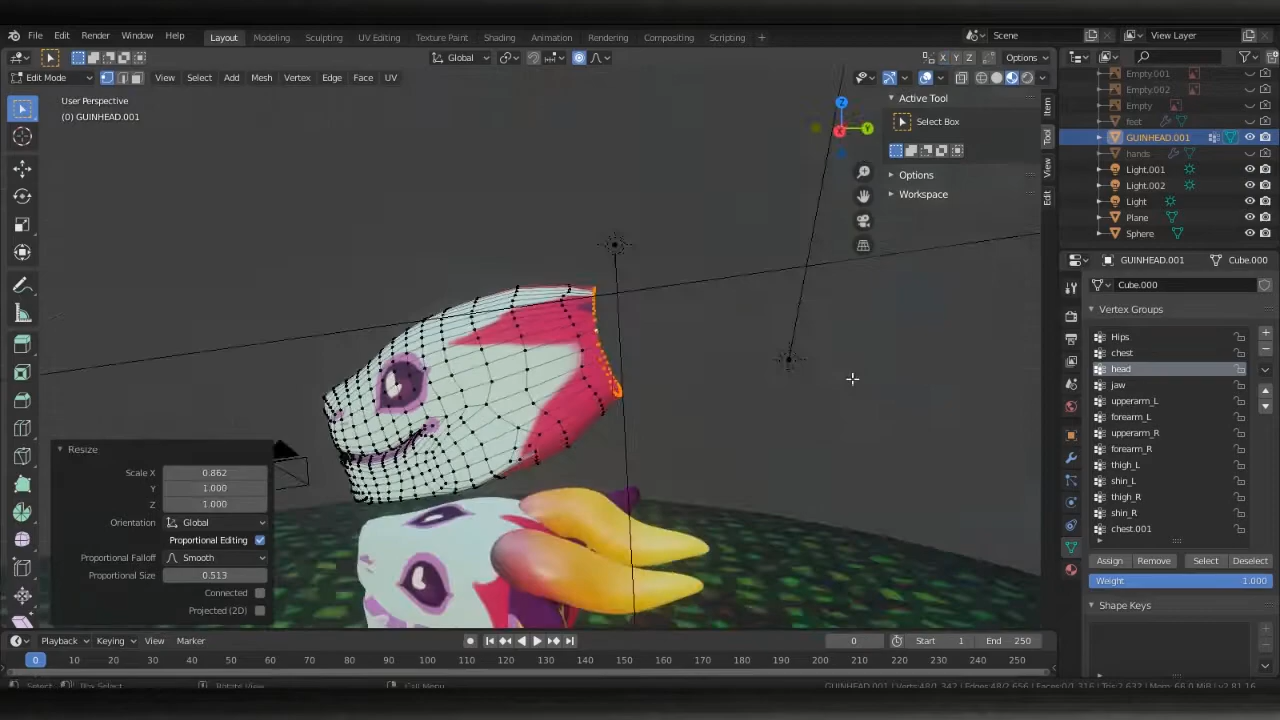 File Edit Render Window Help Layout Modeling Sculpting UV Editing Texture Paint Shading Animation Rendering Compositing Scripting Scene View Layer
Global Options
Edit Mode View Select Add Mesh Vertex Edge Face UV
User Perspective
(0) GUINHEAD.001
Active Tool
Select Box
Options
Workspace
Item
Tool
View
Edit
X Y Z
Z
Y
X
Empty.001
Empty.002
Empty
feet
GUINHEAD.001
hands
Light.001
Light.002
Light
Plane
Sphere
GUINHEAD.001 Cube.000
Cube.000
Vertex Groups
Hips
chest
head
jaw
upperarm_L
forearm_L
upperarm_R
forearm_R
thigh_L
shin_L
thigh_R
shin_R
chest.001
Assign Remove Select Deselect
Weight 1.000
Shape Keys
Resize
Scale X 0.862
Y 1.000
Z 1.000
Orientation Global
Proportional Editing
Proportional Falloff Smooth
Proportional Size 0.513
Connected
Projected (2D)
Playback Keying View Marker 0 Start 1 End 250
0 10 20 30 40 50 60 70 80 90 100 110 120 130 140 150 160 170 180 190 200 210 220 230 240 250